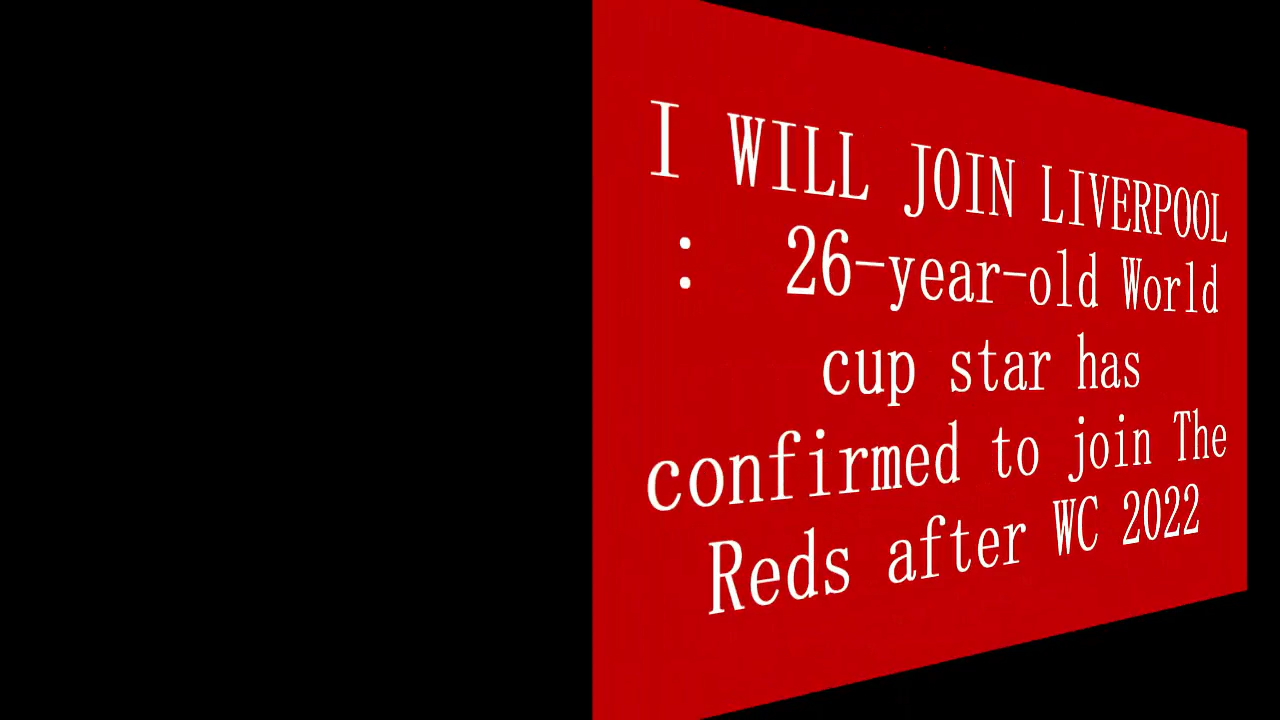 I WILL JOIN LIVERPOOL
: 26-year-old World
cup star has
confirmed to join The
Reds after WC 2022